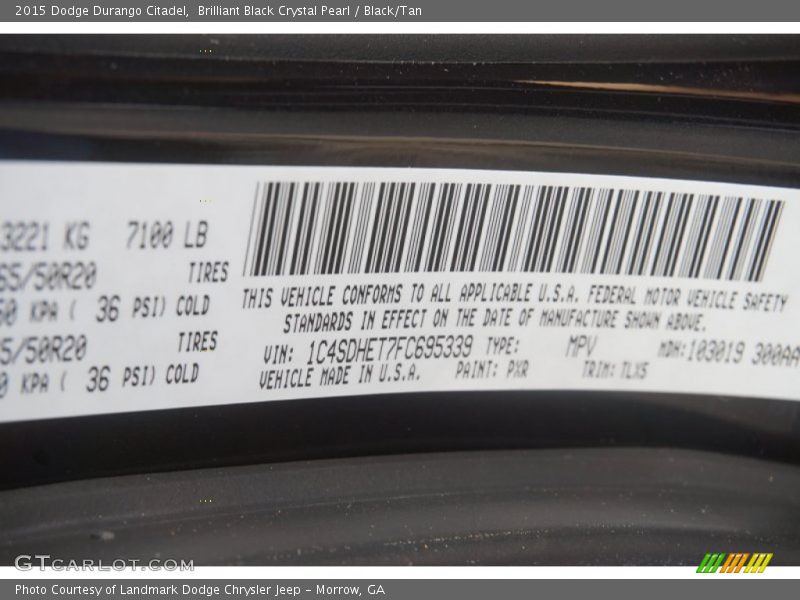 2015 Dodge Durango Citadel, Brilliant Black Crystal Pearl / Black/Tan
3221 KG 7100 LB
65/50R20 TIRES
50 KPA ( 36 PSI) COLD
5/50R20 TIRES
0 KPA ( 36 PSI) COLD
THIS VEHICLE CONFORMS TO ALL APPLICABLE U.S.A. FEDERAL MOTOR VEHICLE SAFETY
STANDARDS IN EFFECT ON THE DATE OF MANUFACTURE SHOWN ABOVE.
VIN: 1C4SDHET7FC695339 TYPE: MPV MDH:103019 300AA
VEHICLE MADE IN U.S.A. PAINT: PXR TRIM: TLX5
GTCARLOT.COM
Photo Courtesy of Landmark Dodge Chrysler Jeep – Morrow, GA